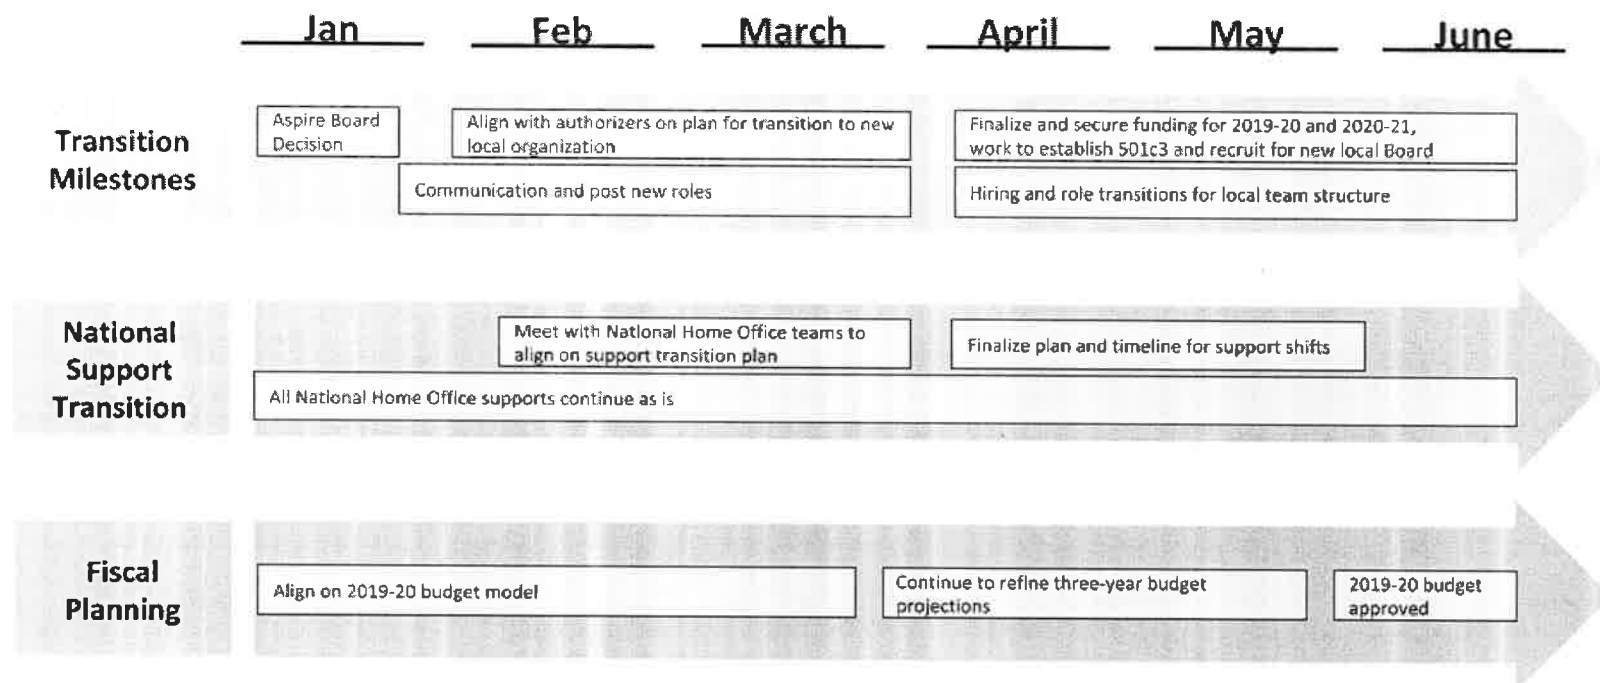 Jan Feb March April May June
Transition
Milestones
Aspire Board
Decision
Align with authorizers on plan for transition to new
local organization
Finalize and secure funding for 2019-20 and 2020-21,
work to establish 501c3 and recruit for new local Board
Communication and post new roles
Hiring and role transitions for local team structure
National
Support
Transition
Meet with National Home Office teams to
align on support transition plan
Finalize plan and timeline for support shifts
All National Home Office supports continue as is
Fiscal
Planning
Align on 2019-20 budget model
Continue to refine three-year budget
projections
2019-20 budget
approved